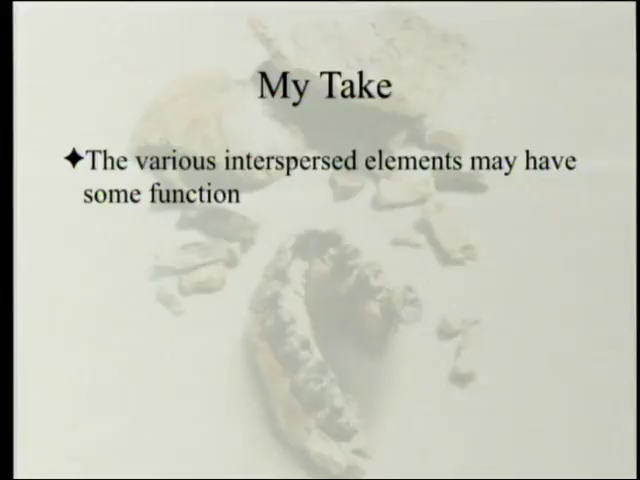 My Take
✦The various interspersed elements may have
some function